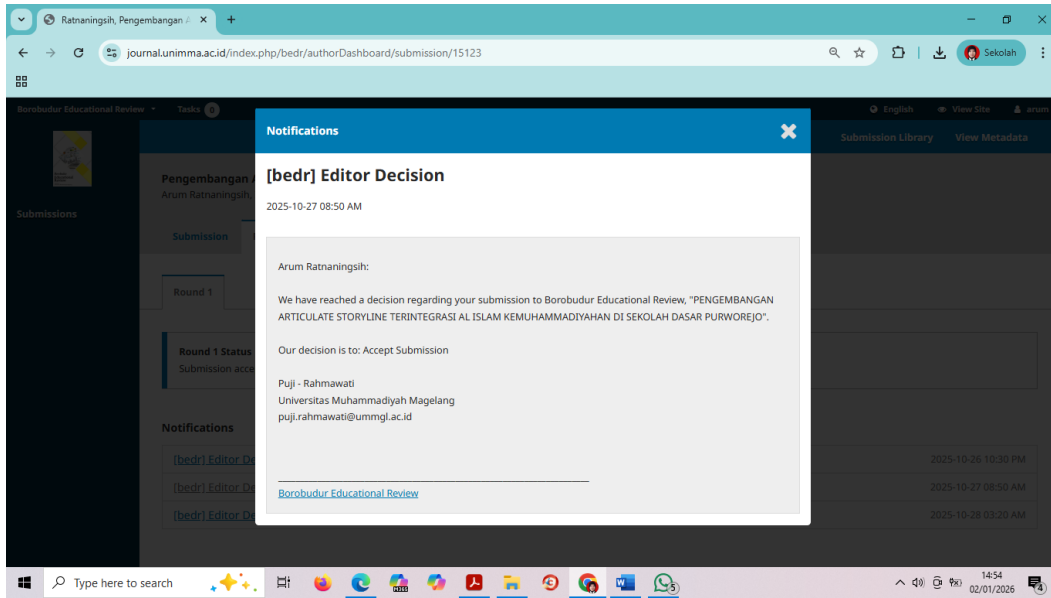 Ratnaningsih, Pengembangan A
journal.unimma.ac.id/index.php/bedr/authorDashboard/submission/15123
Sekolah
Borobudur Educational Review
Tasks 0
English
View Site
arum
Submission Library
View Metadata
Notifications
[bedr] Editor Decision
2025-10-27 08:50 AM
Pengembangan A
Arum Ratnaningsih,
Submissions
Submission
Round 1
Round 1 Status
Submission acce
Notifications
[bedr] Editor De
2025-10-26 10:30 PM
[bedr] Editor De
2025-10-27 08:50 AM
[bedr] Editor De
2025-10-28 03:20 AM
Arum Ratnaningsih:
We have reached a decision regarding your submission to Borobudur Educational Review, "PENGEMBANGAN
ARTICULATE STORYLINE TERINTEGRASI AL ISLAM KEMUHAMMADIYAHAN DI SEKOLAH DASAR PURWOREJO".
Our decision is to: Accept Submission
Puji - Rahmawati
Universitas Muhammadiyah Magelang
puji.rahmawati@ummgl.ac.id
Borobudur Educational Review
Type here to search
14:54
02/01/2026